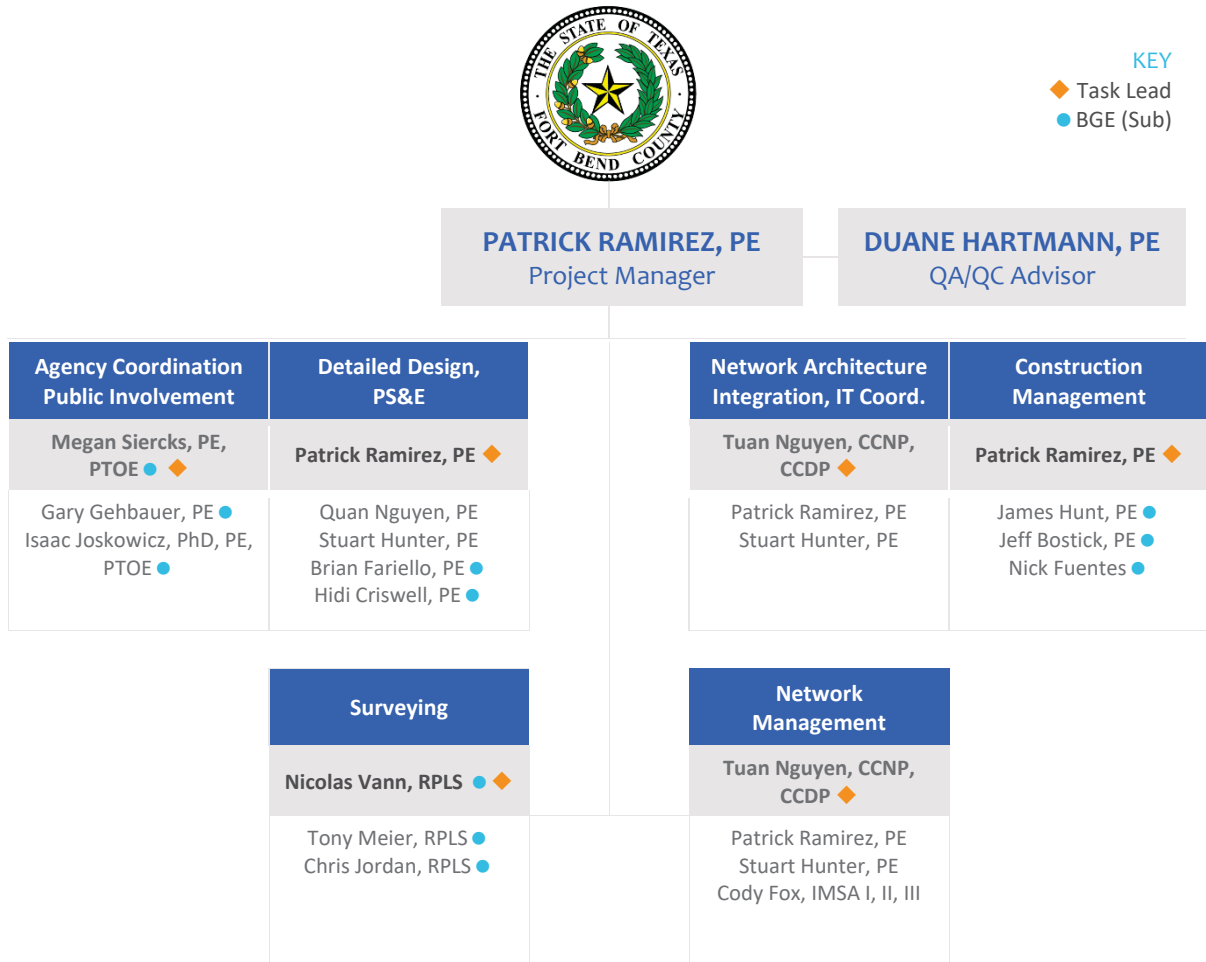 THE STATE OF TEXAS
FORT BEND COUNTY
KEY
Task Lead
BGE (Sub)
PATRICK RAMIREZ, PE
Project Manager
DUANE HARTMANN, PE
QA/QC Advisor
Agency Coordination
Public Involvement
Megan Siercks, PE,
PTOE
Gary Gehbauer, PE
Isaac Joskowicz, PhD, PE,
PTOE
Detailed Design,
PS&E
Patrick Ramirez, PE
Quan Nguyen, PE
Stuart Hunter, PE
Brian Fariello, PE
Hidi Criswell, PE
Network Architecture
Integration, IT Coord.
Tuan Nguyen, CCNP,
CCDP
Patrick Ramirez, PE
Stuart Hunter, PE
Construction
Management
Patrick Ramirez, PE
James Hunt, PE
Jeff Bostick, PE
Nick Fuentes
Surveying
Nicolas Vann, RPLS
Tony Meier, RPLS
Chris Jordan, RPLS
Network
Management
Tuan Nguyen, CCNP,
CCDP
Patrick Ramirez, PE
Stuart Hunter, PE
Cody Fox, IMSA I, II, III